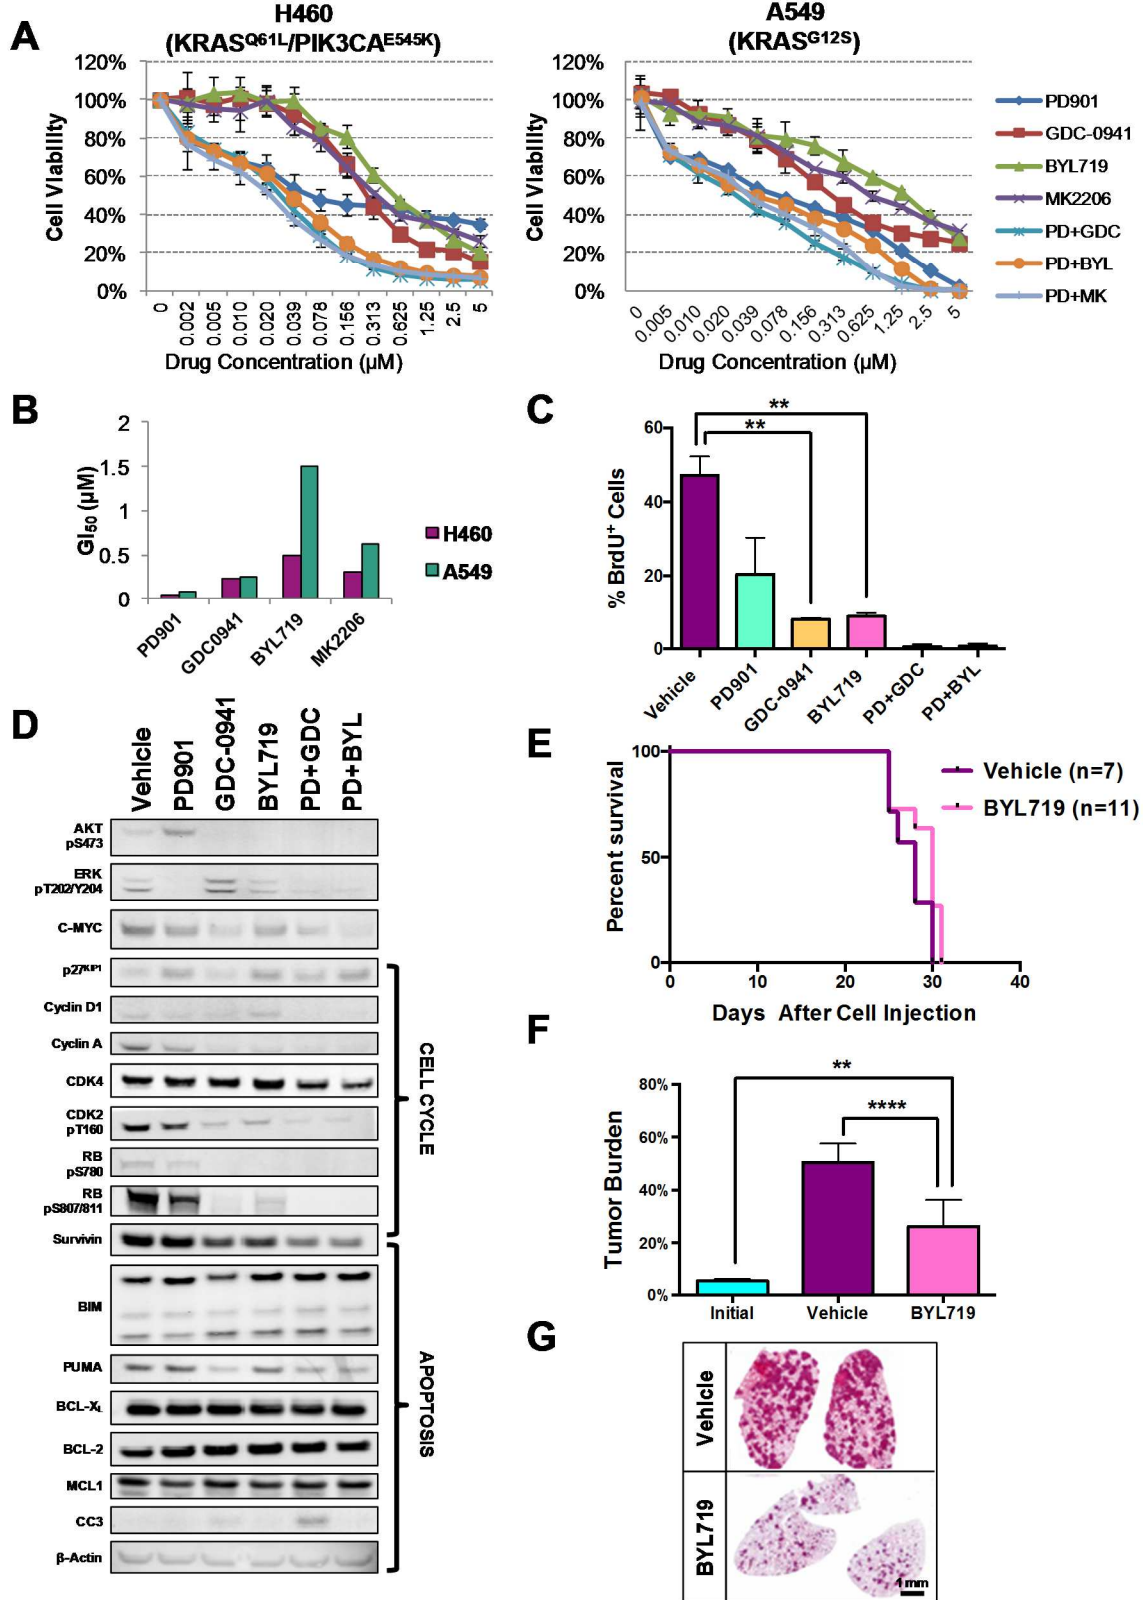 A
H460
(KRASQ61L/PIK3CAE545K)
120%
100%
80%
60%
40%
20%
0%
Cell Viability
0
0.002
0.005
0.010
0.020
0.039
0.078
0.156
0.313
0.625
1.25
2.5
5
Drug Concentration (µM)
A549
(KRASG12S)
120%
100%
80%
60%
40%
20%
0%
Cell Viability
0
0.005
0.010
0.020
0.039
0.078
0.156
0.313
0.625
1.25
2.5
5
Drug Concentration (µM)
PD901
GDC-0941
BYL719
MK2206
PD+GDC
PD+BYL
PD+MK
B
2
1.5
1
0.5
0
GI50 (µM)
PD901
GDC0941
BYL719
MK2206
H460
A549
C
**
**
60
40
20
0
% BrdU+ Cells
Vehicle
PD901
GDC-0941
BYL719
PD+GDC
PD+BYL
D
Vehicle
PD901
GDC-0941
BYL719
PD+GDC
PD+BYL
AKT
pS473
ERK
pT202/Y204
C-MYC
p27KIP1
Cyclin D1
Cyclin A
CDK4
CDK2
pT160
RB
pS780
RB
pS807/811
Survivin
BIM
PUMA
BCL-XL
BCL-2
MCL1
CC3
β-Actin
CELL CYCLE
APOPTOSIS
E
100
50
0
Percent survival
0
10
20
30
40
Days After Cell Injection
Vehicle (n=7)
BYL719 (n=11)
F
**
****
80%
60%
40%
20%
0%
Tumor Burden
Initial
Vehicle
BYL719
G
Vehicle
BYL719
1 mm